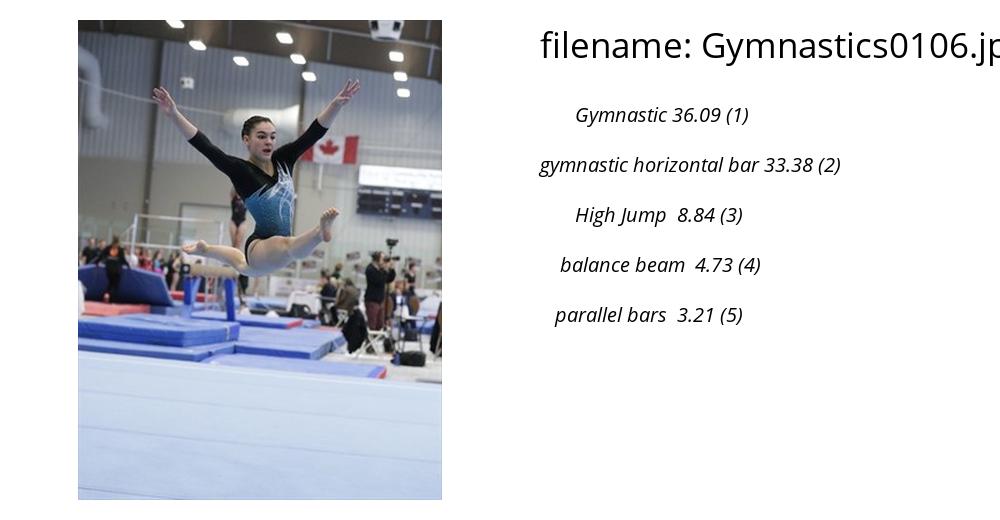 filename: Gymnastics0106.jp
Gymnastic 36.09 (1)
gymnastic horizontal bar 33.38 (2)
High Jump 8.84 (3)
balance beam 4.73 (4)
parallel bars 3.21 (5)